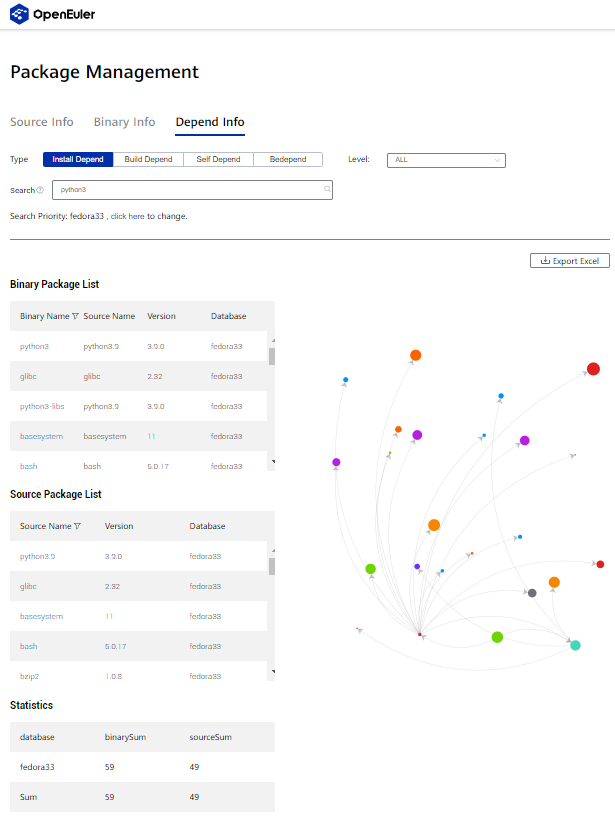 OpenEuler
Package Management
Source Info Binary Info Depend Info
Type Install Depend Build Depend Self Depend Bedepend Level: ALL
Search python3
Search Priority: fedora33 , click here to change.
Export Excel
Binary Package List
Binary Name Source Name Version Database
python3 python3.9 3.9.0 fedora33
glibc glibc 2.32 fedora33
python3-libs python3.9 3.9.0 fedora33
basesystem basesystem 11 fedora33
bash bash 5.0.17 fedora33
Source Package List
Source Name Version Database
python3.9 3.9.0 fedora33
glibc 2.32 fedora33
basesystem 11 fedora33
bash 5.0.17 fedora33
bzip2 1.0.8 fedora33
Statistics
database binarySum sourceSum
fedora33 59 49
Sum 59 49